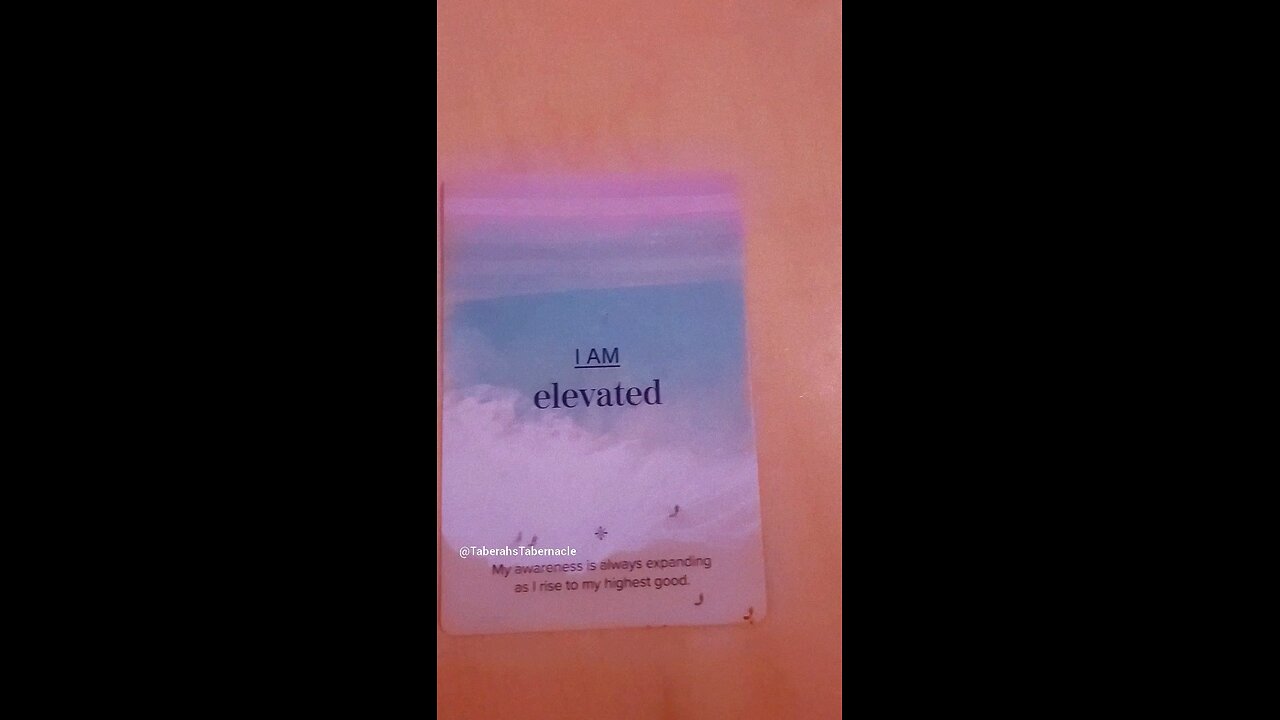 I AM
elevated
@TaberahsTabernacle
My awareness is always expanding
as I rise to my highest good.